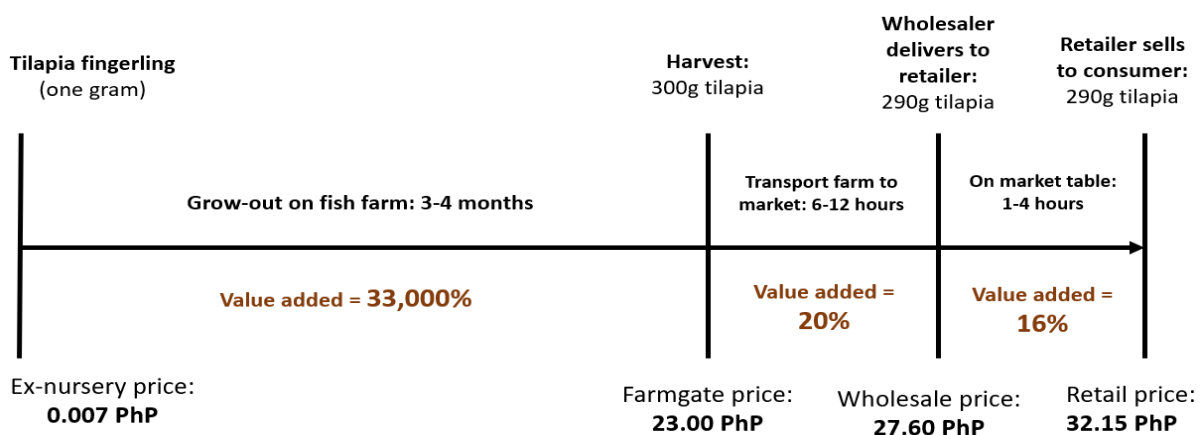 Tilapia fingerling
(one gram)
Harvest:
300g tilapia
Wholesaler
delivers to
retailer:
290g tilapia
Retailer sells
to consumer:
290g tilapia
Grow-out on fish farm: 3-4 months
Transport farm to
market: 6-12 hours
On market table:
1-4 hours
Value added = 33,000%
Value added =
20%
Value added =
16%
Ex-nursery price:
0.007 PhP
Farmgate price:
23.00 PhP
Wholesale price:
27.60 PhP
Retail price:
32.15 PhP